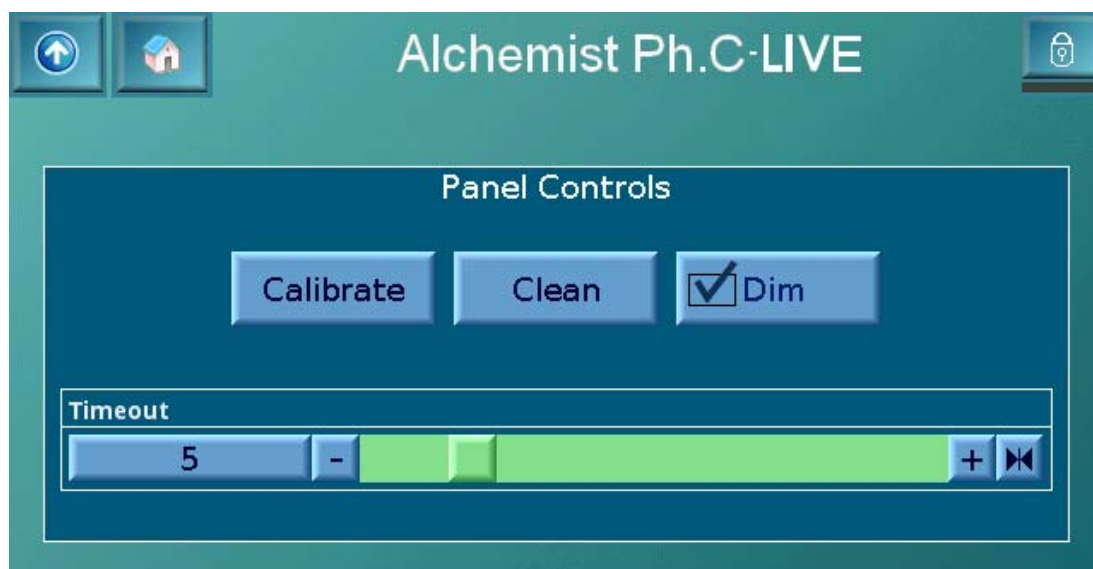 Alchemist Ph.C-LIVE
Panel Controls
Calibrate Clean Dim
Timeout
5 - +